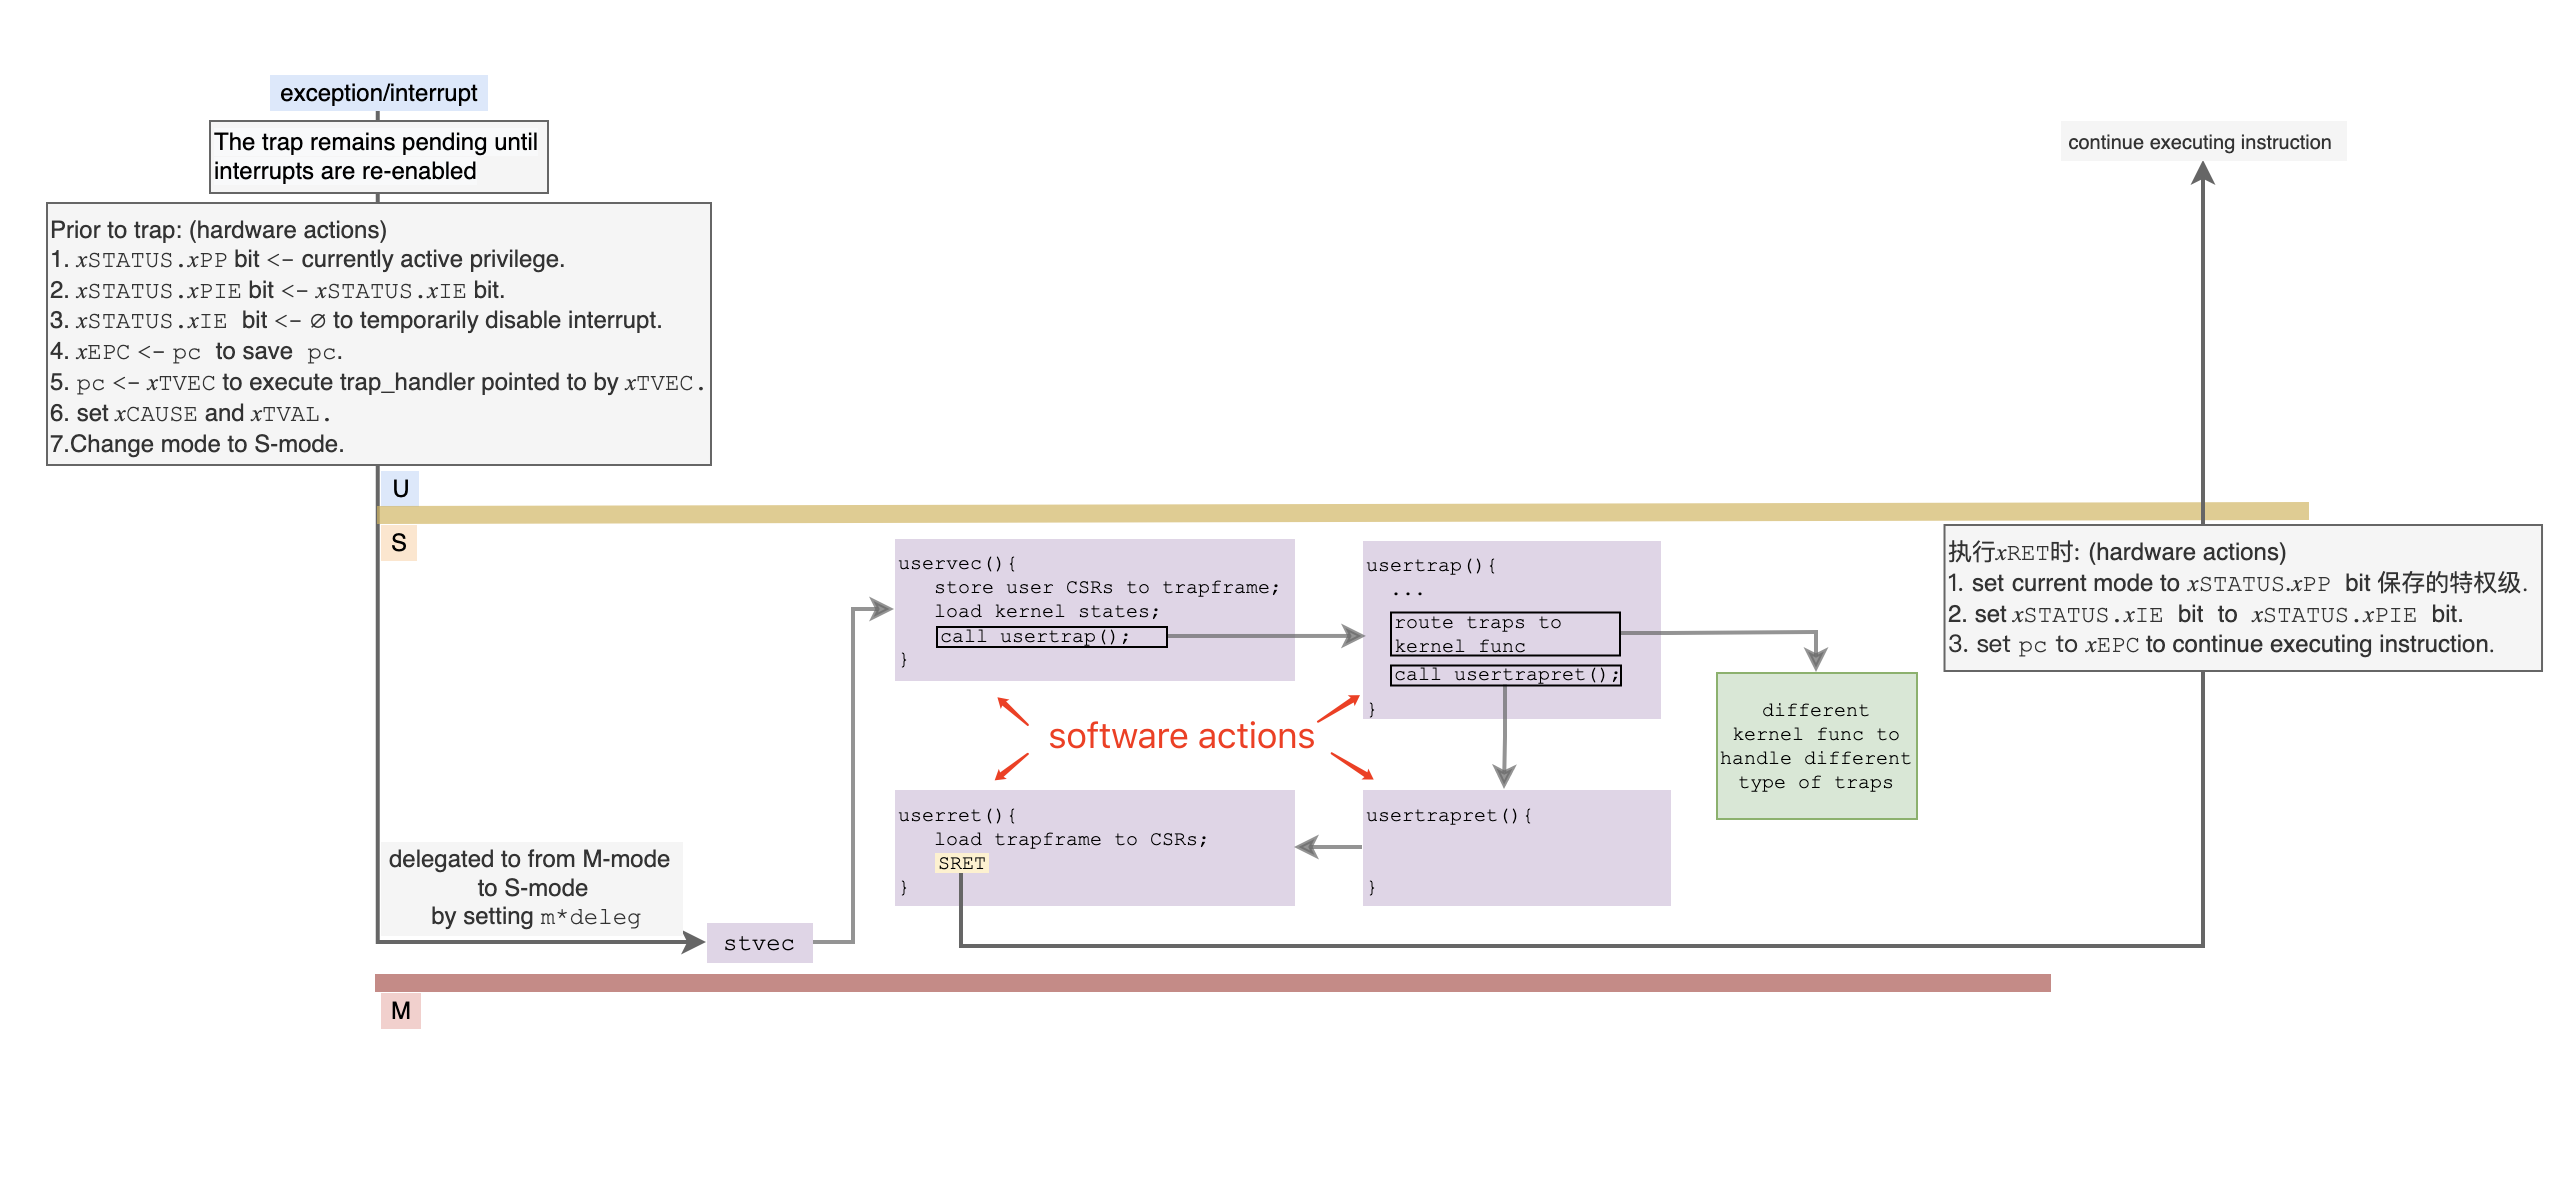 exception/interrupt
The trap remains pending until
interrupts are re-enabled
Prior to trap: (hardware actions)
1. xSTATUS.xPP bit <- currently active privilege.
2. xSTATUS.xPIE bit <- xSTATUS.xIE bit.
3. xSTATUS.xIE bit <- ∅ to temporarily disable interrupt.
4. xEPC <- pc to save pc.
5. pc <- xTVEC to execute trap_handler pointed to by xTVEC.
6. set xCAUSE and xTVAL.
7.Change mode to S-mode.
continue executing instruction
U
S
uservec(){
store user CSRs to trapframe;
load kernel states;
call usertrap();
}
usertrap(){
...
route traps to
kernel func
call usertrapret();
}
执行xRET时: (hardware actions)
1. set current mode to xSTATUS.xPP bit 保存的特权级.
2. set xSTATUS.xIE bit to xSTATUS.xPIE bit.
3. set pc to xEPC to continue executing instruction.
different
kernel func to
handle different
type of traps
software actions
userret(){
load trapframe to CSRs;
SRET
}
usertrapret(){
}
delegated to from M-mode
to S-mode
by setting m*deleg
stvec
M